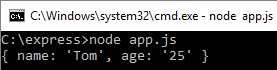 C:\Windows\system32\cmd.exe - node  app.js
C:\express>node app.js
{ name: 'Tom', age: '25' }